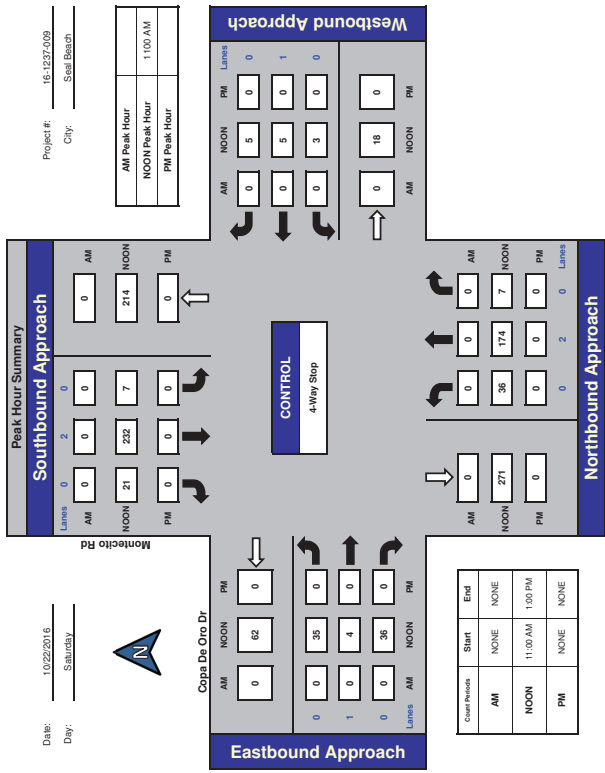 Peak Hour Summary
Date: 10/22/2016
Day: Saturday
Project #: 16-1237-009
City: Seal Beach
N
AM Peak Hour
NOON Peak Hour 1100 AM
PM Peak Hour
Southbound Approach
Lanes 0 2 0
AM 0 0 0 0 AM
NOON 21 232 7 214 NOON
PM 0 0 0 0 PM
Montecito Rd
Copa De Oro Dr
Westbound Approach
AM NOON PM Lanes
0 5 0 0
0 5 0 1
0 3 0 0
0 18 0
AM NOON PM
CONTROL
4-Way Stop
Eastbound Approach
AM NOON PM
0 62 0
0 0 35 0
1 0 4 0
0 0 36 0
Lanes AM NOON PM
Northbound Approach
AM 0 0 0 0 AM
NOON 271 36 174 7 NOON
PM 0 0 0 0 PM
0 2 0 Lanes
Count Periods Start End
AM NONE NONE
NOON 11:00 AM 1:00 PM
PM NONE NONE